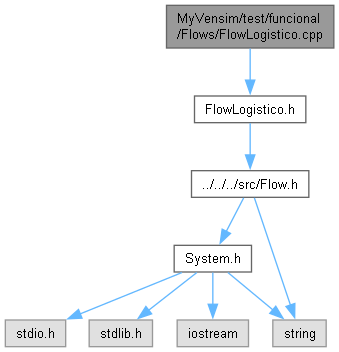 MyVensim/test/funcional
/Flows/FlowLogistico.cpp
FlowLogistico.h
../../../src/Flow.h
System.h
stdio.h
stdlib.h
iostream
string